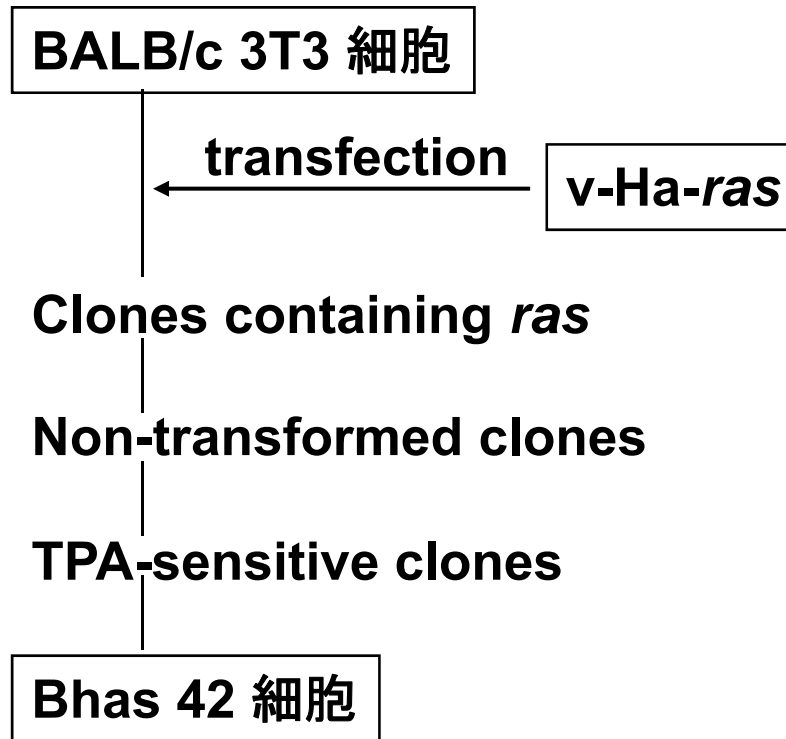 BALB/c 3T3 細胞
transfection
v-Ha-ras
Clones containing ras
Non-transformed clones
TPA-sensitive clones
Bhas 42 細胞